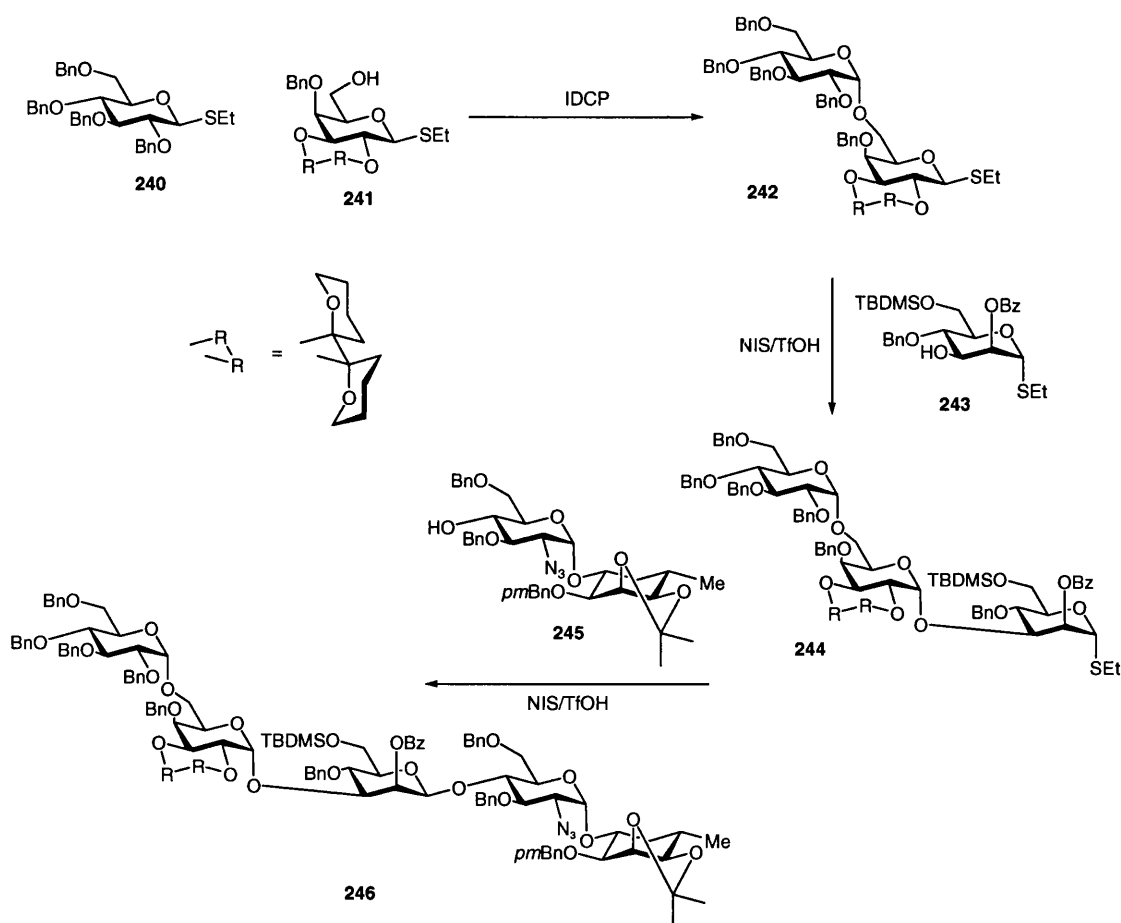 BnO
BnO
BnO
BnO
O
SEt
240
BnO
OH
O
O
R
R
O
SEt
241
IDCP
BnO
BnO
BnO
BnO
O
O
BnO
O
O
R
R
O
SEt
242
R
R
=
O
O
NIS/TfOH
TBDMSO
OBz
BnO
HO
O
SEt
243
BnO
BnO
BnO
BnO
O
O
BnO
O
O
R
R
O
O
TBDMSO
OBz
BnO
O
SEt
244
BnO
HO
BnO
O
N3
O
pmBnO
O
O
Me
245
NIS/TfOH
BnO
BnO
BnO
BnO
O
O
BnO
O
O
R
R
O
O
TBDMSO
OBz
BnO
O
O
BnO
BnO
O
N3
O
pmBnO
O
O
Me
246